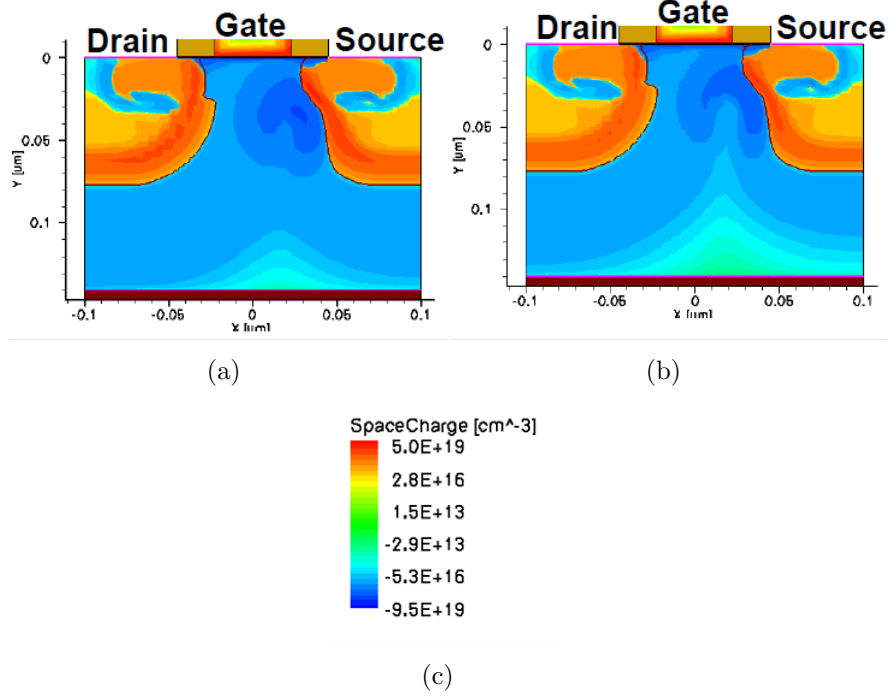 Drain Gate Source
0
0.05
0.1
Y [um]
-0.1 -0.05 0 0.05 0.1
X [um]
(a)
Drain Gate Source
0
0.05
0.1
Y [um]
-0.1 -0.05 0 0.05 0.1
X [um]
(b)
SpaceCharge [cm^-3]
5.0E+19
2.8E+16
1.5E+13
-2.9E+13
-5.3E+16
-9.5E+19
(c)